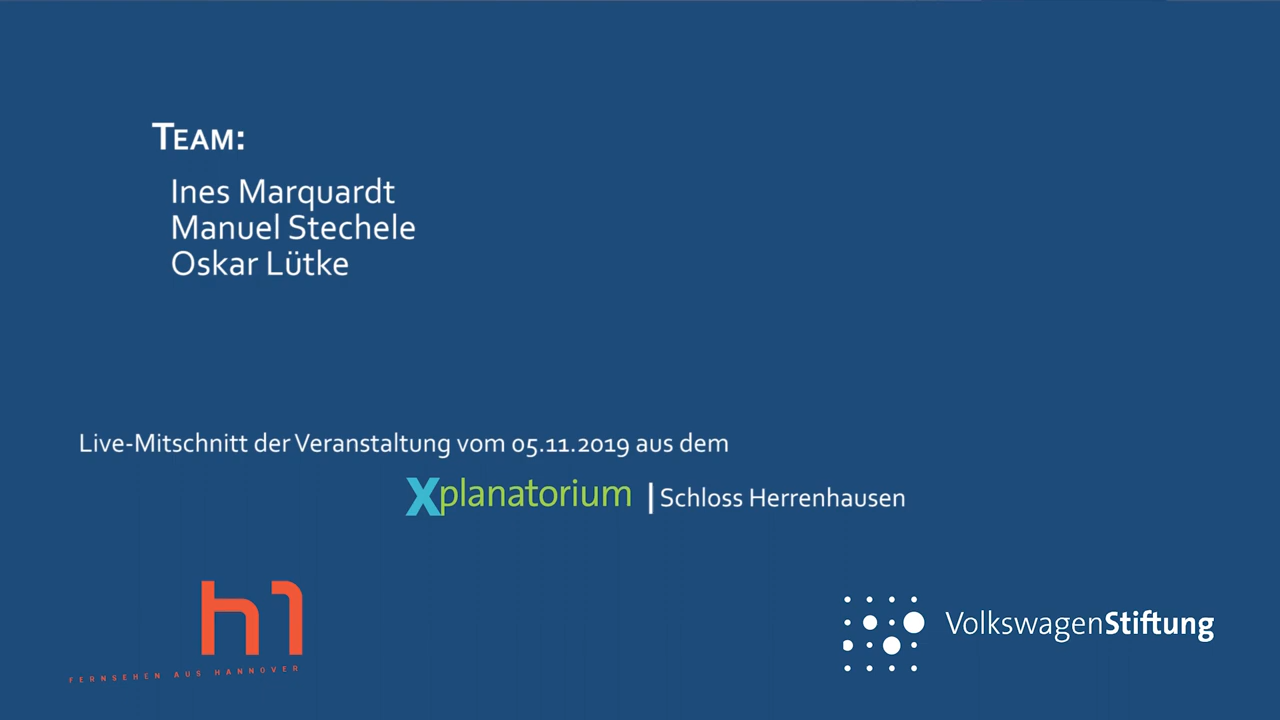 TEAM:
Ines Marquardt
Manuel Stechele
Oskar Lütke
Live-Mitschnitt der Veranstaltung vom 05.11.2019 aus dem
Xplanatorium | Schloss Herrenhausen
h1
FERNSEHEN AUS HANNOVER
VolkswagenStiftung